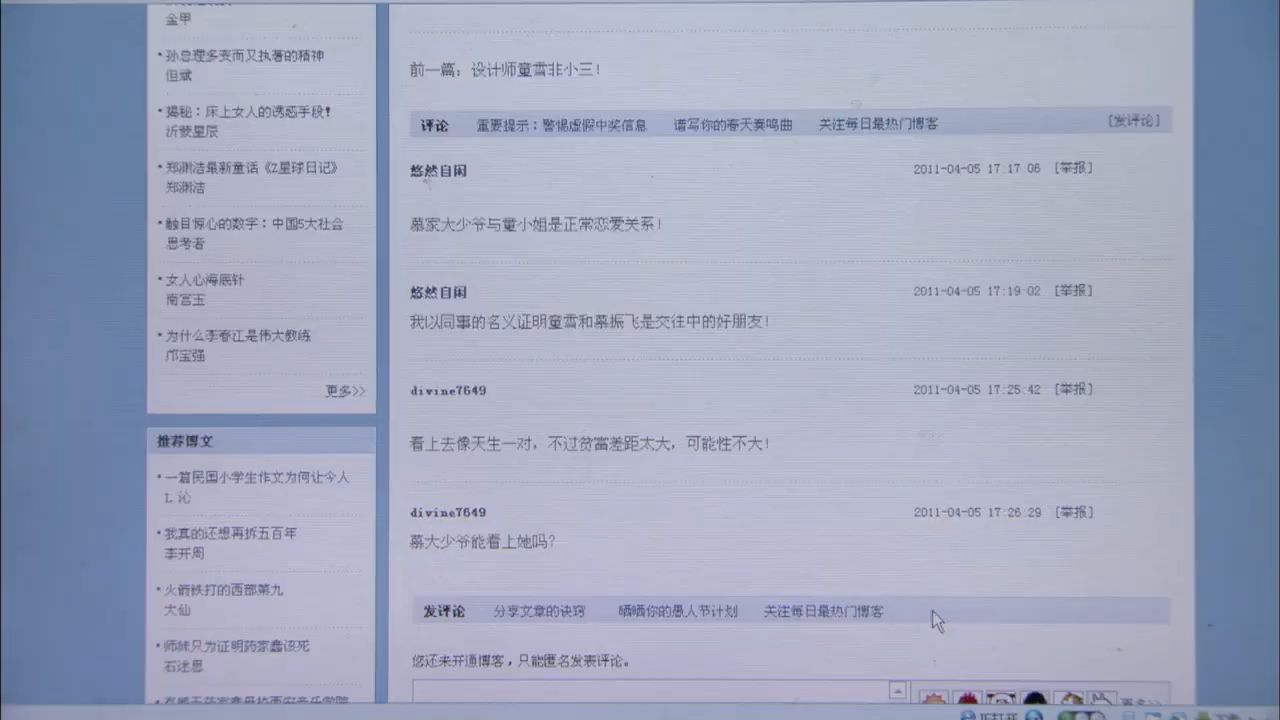 金甲
孙总理多变而又执著的精神
但斌
揭秘：床上女人的诱惑手段！
沂蒙星辰
郑渊洁最新童话《Z星球日记》
郑渊洁
触目惊心的数字：中国5大社会
思考者
女人心海底针
南宫玉
为什么李春江是伟大教练
邝宝强
更多>>
推荐博文
一篇民国小学生作文为何让今人
L 沁
我真的还想再拆五百年
李开周
火箭铁打的西部第九
大仙
师妹只为证明药家鑫该死
石述思
前一篇：设计师童雪非小三！
评论 重要提示：警惕虚假中奖信息 谱写你的春天奏鸣曲 关注每日最热门博客 [发评论]
悠然自闲 2011-04-05 17:17:06 [举报]
慕家大少爷与童小姐是正常恋爱关系！
悠然自闲 2011-04-05 17:19:02 [举报]
我以同事的名义证明童雪和慕振飞是交往中的好朋友！
divine7649 2011-04-05 17:25:42 [举报]
看上去像天生一对，不过贫富差距太大，可能性不大！
divine7649 2011-04-05 17:26:29 [举报]
慕大少爷能看上她吗？
发评论 分享文章的诀窍 晒晒你的愚人节计划 关注每日最热门博客
您还未开通博客，只能匿名发表评论。
更多>>